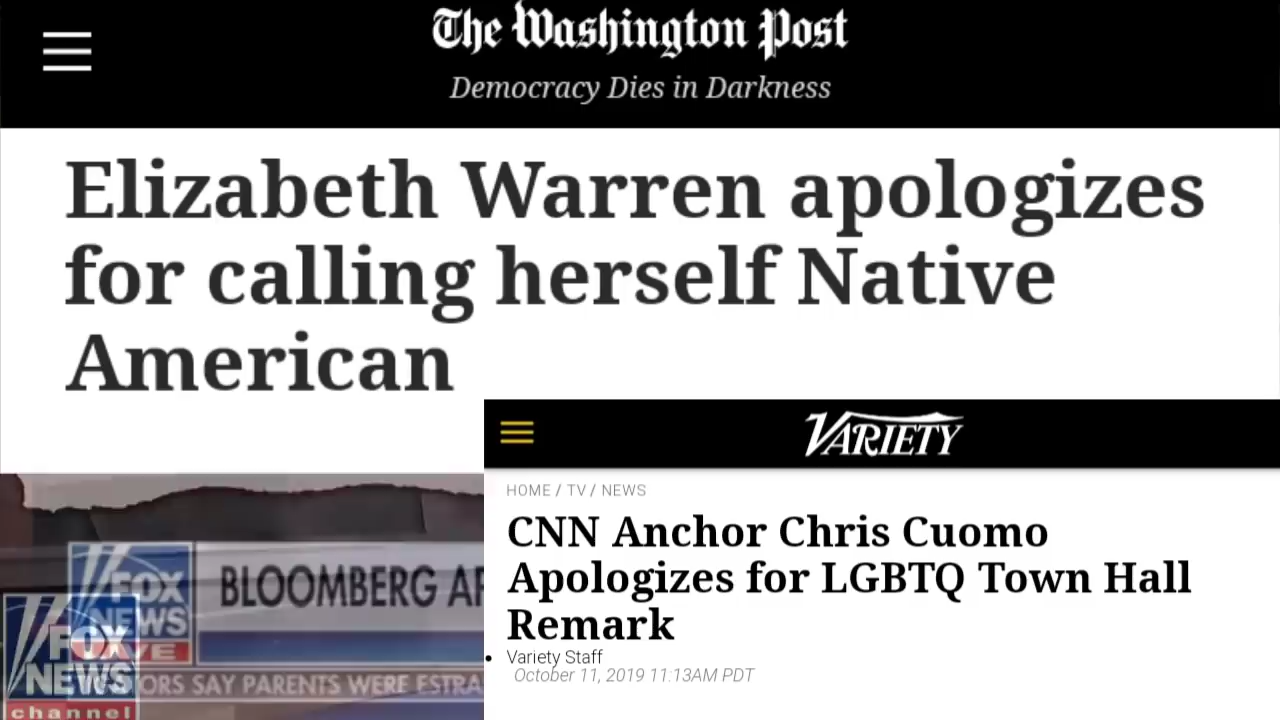 The Washington Post
Democracy Dies in Darkness
Elizabeth Warren apologizes
for calling herself Native
American
VARIETY
HOME / TV / NEWS
CNN Anchor Chris Cuomo
Apologizes for LGBTQ Town Hall
Remark
Variety Staff
October 11, 2019 11:13AM PDT
FOX
NEWS
BLOOMBERG
SAY PARENTS WERE
FOX
NEWS
channel